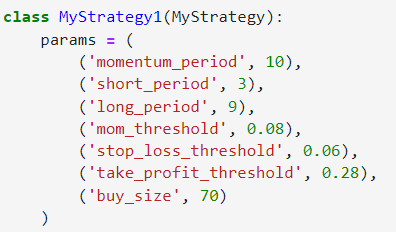 class MyStrategy1(MyStrategy):
    params = (
        ('momentum_period', 10),
        ('short_period', 3),
        ('long_period', 9),
        ('mom_threshold', 0.08),
        ('stop_loss_threshold', 0.06),
        ('take_profit_threshold', 0.28),
        ('buy_size', 70)
    )